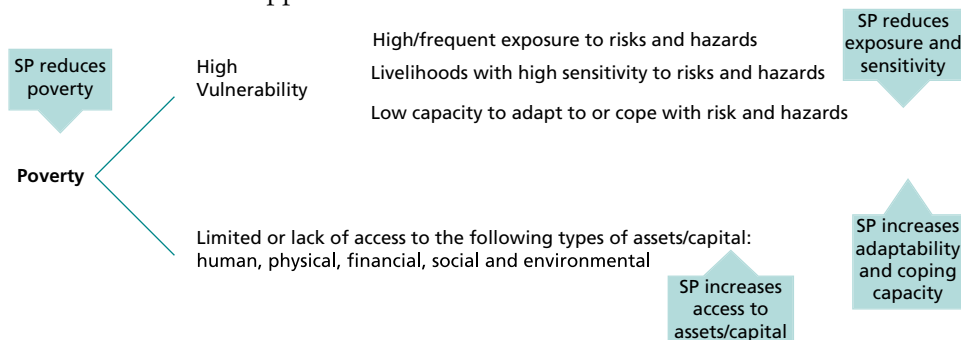 SP reduces
poverty
High
Vulnerability
High/frequent exposure to risks and hazards
Livelihoods with high sensitivity to risks and hazards
Low capacity to adapt to or cope with risk and hazards
SP reduces
exposure and
sensitivity
Poverty
Limited or lack of access to the following types of assets/capital:
human, physical, financial, social and environmental
SP increases
access to
assets/capital
SP increases
adaptability
and coping
capacity